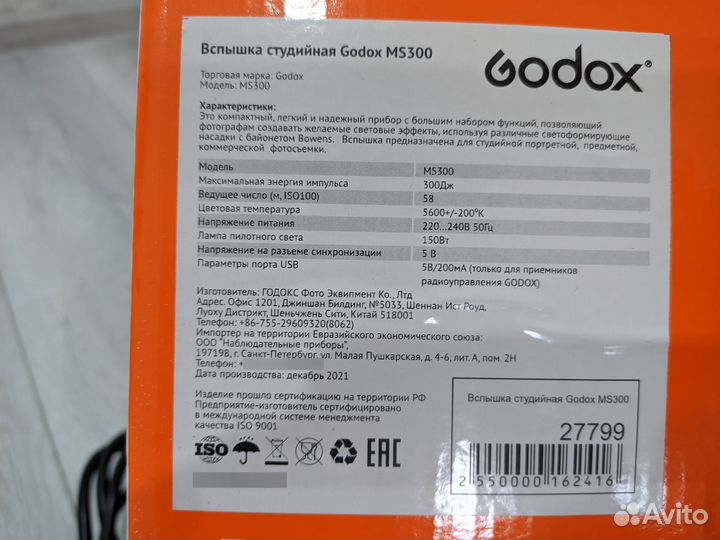 Вспышка студийная Godox MS300
Godox®
Торговая марка: Godox
Модель: MS300
Характеристики:
Это компактный, легкий и надежный прибор с большим набором функций, позволяющий
фотографам создавать желаемые световые эффекты, используя различные светоформирующие
насадки с байонетом Bowens. Вспышка предназначена для студийной портретной, предметной,
коммерческой фотосъемки.
Модель MS300
Максимальная энергия импульса 300Дж
Ведущее число (м, ISO100) 58
Цветовая температура 5600+/-200°K
Напряжение питания 220...240В 50Гц
Лампа пилотного света 150Вт
Напряжение на разъеме синхронизации 5 В
Параметры порта USB 5В/200мА (только для приемников
радиоуправления GODOX)
Изготовитель: ГОДОКС Фото Эквипмент Ко., Лтд
Адрес. Офис 1201, Джиншан Билдинг, №5033, Шеннан Ист Роуд,
Луоху Дистрикт, Шеньчжень Сити, Китай 518001
Телефон: +86-755-29609320(8062)
Импортер на территории Евразийского экономического союза:
ООО "Наблюдательные приборы",
197198, г. Санкт-Петербург, ул. Малая Пушкарская, д. 4-6, лит. А, пом. 2Н
Телефон: +
Дата производства: декабрь 2021
Изделие прошло сертификацию на территории РФ
Предприятие-изготовитель сертифицировано
в международной системе менеджмента
качества ISO 9001
ISO
EAC
Вспышка студийная Godox MS300
27799
2 550000 162416
Avito